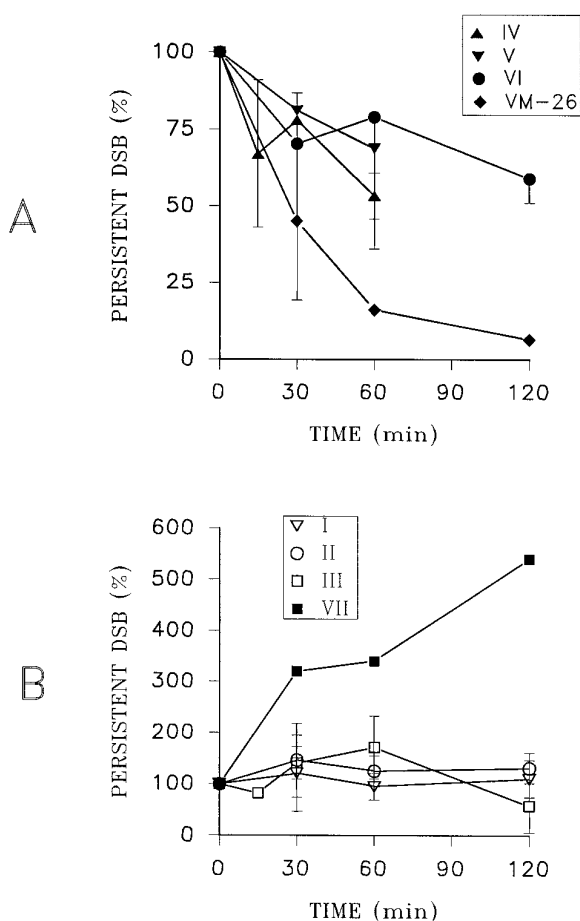 A
PERSISTENT DSB (%)
100
75
50
25
0
0 30 60 90 120
TIME (min)
IV
V
VI
VM-26
B
PERSISTENT DSB (%)
600
500
400
300
200
100
0
0 30 60 90 120
TIME (min)
I
II
III
VII